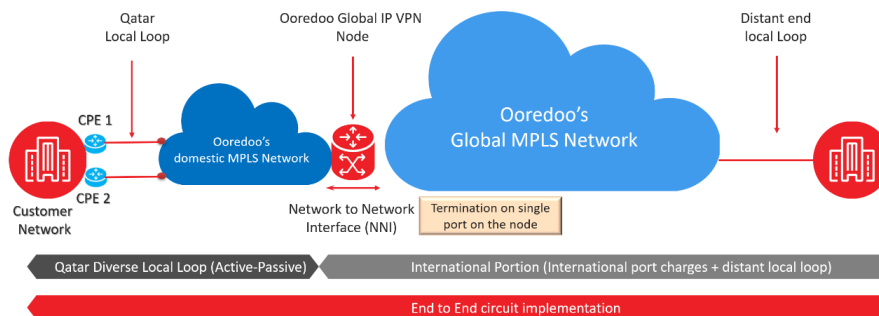 Qatar
Local Loop
Ooredoo Global IP VPN
Node
Distant end
local Loop
CPE 1
Ooredoo's
domestic MPLS Network
Ooredoo's
Global MPLS Network
CPE 2
Customer
Network
Network to Network
Interface (NNI)
Termination on single
port on the node
Qatar Diverse Local Loop (Active-Passive)
International Portion (International port charges + distant local loop)
End to End circuit implementation